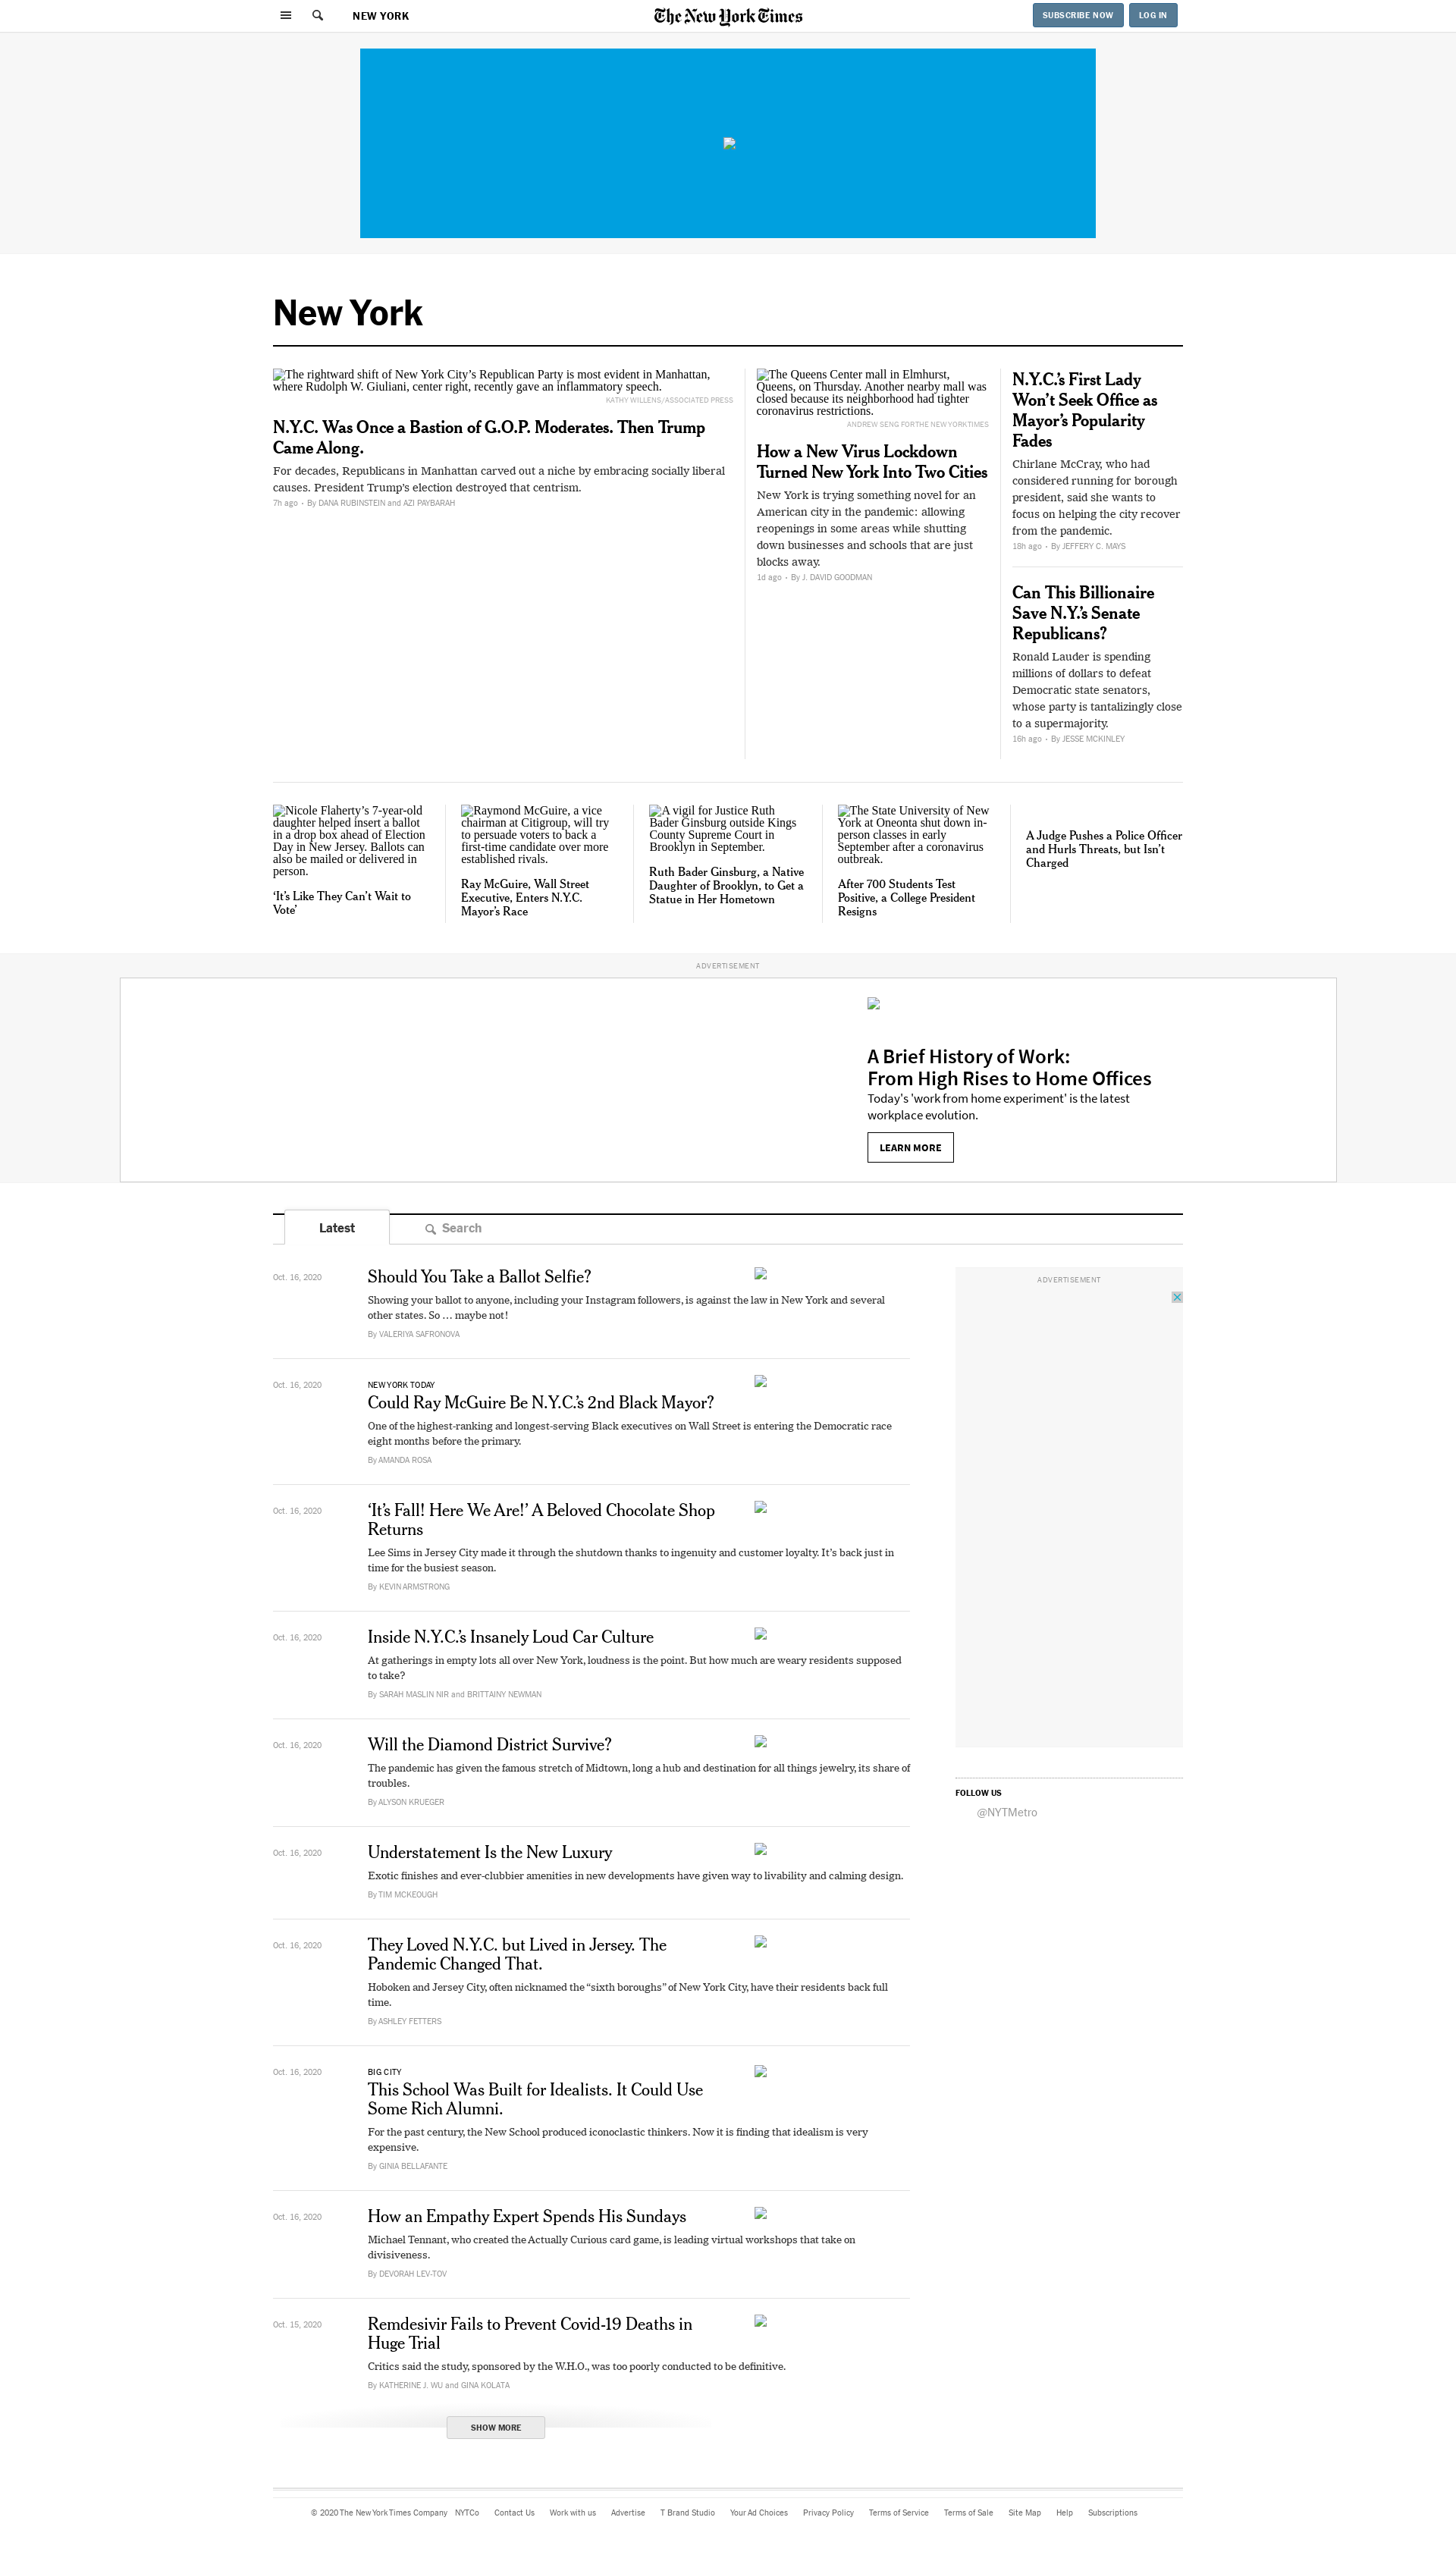 NEW YORK
The New York Times
SUBSCRIBE NOW
LOG IN
New York
The rightward shift of New York City’s Republican Party is most evident in Manhattan,
where Rudolph W. Giuliani, center right, recently gave an inflammatory speech.
KATHY WILLENS/ASSOCIATED PRESS
N.Y.C. Was Once a Bastion of G.O.P. Moderates. Then Trump
Came Along.
For decades, Republicans in Manhattan carved out a niche by embracing socially liberal
causes. President Trump’s election destroyed that centrism.
7h ago • By DANA RUBINSTEIN and AZI PAYBARAH
The Queens Center mall in Elmhurst,
Queens, on Thursday. Another nearby mall was
closed because its neighborhood had tighter
coronavirus restrictions.
ANDREW SENG FOR THE NEW YORK TIMES
How a New Virus Lockdown
Turned New York Into Two Cities
New York is trying something novel for an
American city in the pandemic: allowing
reopenings in some areas while shutting
down businesses and schools that are just
blocks away.
1d ago • By J. DAVID GOODMAN
N.Y.C.’s First Lady
Won’t Seek Office as
Mayor’s Popularity
Fades
Chirlane McCray, who had
considered running for borough
president, said she wants to
focus on helping the city recover
from the pandemic.
18h ago • By JEFFERY C. MAYS
Can This Billionaire
Save N.Y.’s Senate
Republicans?
Ronald Lauder is spending
millions of dollars to defeat
Democratic state senators,
whose party is tantalizingly close
to a supermajority.
16h ago • By JESSE MCKINLEY
Nicole Flaherty’s 7-year-old
daughter helped insert a ballot
in a drop box ahead of Election
Day in New Jersey. Ballots can
also be mailed or delivered in
person.
‘It’s Like They Can’t Wait to
Vote’
Raymond McGuire, a vice
chairman at Citigroup, will try
to persuade voters to back a
first-time candidate over more
established rivals.
Ray McGuire, Wall Street
Executive, Enters N.Y.C.
Mayor’s Race
A vigil for Justice Ruth
Bader Ginsburg outside Kings
County Supreme Court in
Brooklyn in September.
Ruth Bader Ginsburg, a Native
Daughter of Brooklyn, to Get a
Statue in Her Hometown
The State University of New
York at Oneonta shut down in-
person classes in early
September after a coronavirus
outbreak.
After 700 Students Test
Positive, a College President
Resigns
A Judge Pushes a Police Officer
and Hurls Threats, but Isn’t
Charged
ADVERTISEMENT
A Brief History of Work:
From High Rises to Home Offices
Today's 'work from home experiment' is the latest
workplace evolution.
LEARN MORE
Latest
Search
Oct. 16, 2020
Should You Take a Ballot Selfie?
Showing your ballot to anyone, including your Instagram followers, is against the law in New York and several
other states. So … maybe not!
By VALERIYA SAFRONOVA
Oct. 16, 2020
NEW YORK TODAY
Could Ray McGuire Be N.Y.C.’s 2nd Black Mayor?
One of the highest-ranking and longest-serving Black executives on Wall Street is entering the Democratic race
eight months before the primary.
By AMANDA ROSA
Oct. 16, 2020
‘It’s Fall! Here We Are!’ A Beloved Chocolate Shop
Returns
Lee Sims in Jersey City made it through the shutdown thanks to ingenuity and customer loyalty. It’s back just in
time for the busiest season.
By KEVIN ARMSTRONG
Oct. 16, 2020
Inside N.Y.C.’s Insanely Loud Car Culture
At gatherings in empty lots all over New York, loudness is the point. But how much are weary residents supposed
to take?
By SARAH MASLIN NIR and BRITTAINY NEWMAN
Oct. 16, 2020
Will the Diamond District Survive?
The pandemic has given the famous stretch of Midtown, long a hub and destination for all things jewelry, its share of
troubles.
By ALYSON KRUEGER
Oct. 16, 2020
Understatement Is the New Luxury
Exotic finishes and ever-clubbier amenities in new developments have given way to livability and calming design.
By TIM MCKEOUGH
Oct. 16, 2020
They Loved N.Y.C. but Lived in Jersey. The
Pandemic Changed That.
Hoboken and Jersey City, often nicknamed the “sixth boroughs” of New York City, have their residents back full
time.
By ASHLEY FETTERS
Oct. 16, 2020
BIG CITY
This School Was Built for Idealists. It Could Use
Some Rich Alumni.
For the past century, the New School produced iconoclastic thinkers. Now it is finding that idealism is very
expensive.
By GINIA BELLAFANTE
Oct. 16, 2020
How an Empathy Expert Spends His Sundays
Michael Tennant, who created the Actually Curious card game, is leading virtual workshops that take on
divisiveness.
By DEVORAH LEV-TOV
Oct. 15, 2020
Remdesivir Fails to Prevent Covid-19 Deaths in
Huge Trial
Critics said the study, sponsored by the W.H.O., was too poorly conducted to be definitive.
By KATHERINE J. WU and GINA KOLATA
SHOW MORE
ADVERTISEMENT
FOLLOW US
@NYTMetro
© 2020 The New York Times Company NYTCo Contact Us Work with us Advertise T Brand Studio Your Ad Choices Privacy Policy Terms of Service Terms of Sale Site Map Help Subscriptions